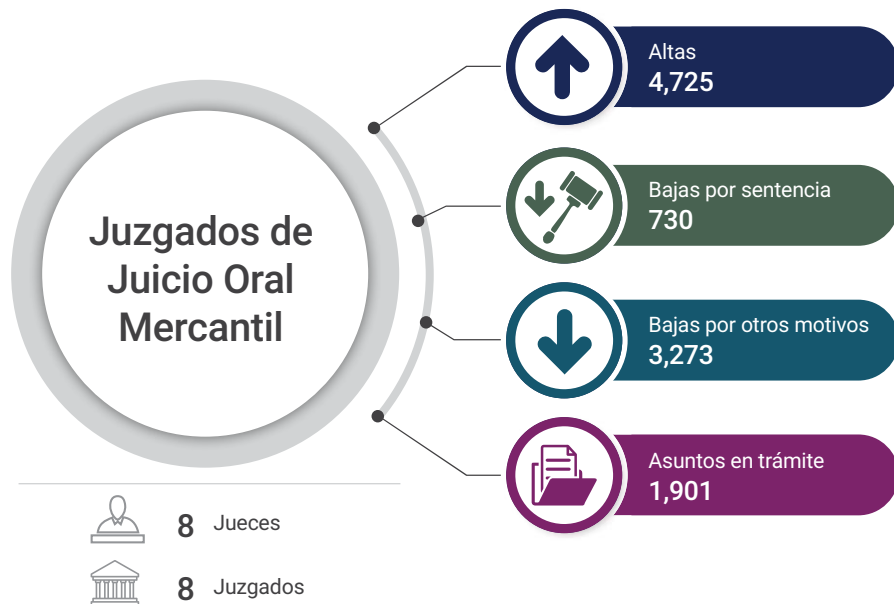 Juzgados de
Juicio Oral
Mercantil
Altas
4,725
Bajas por sentencia
730
Bajas por otros motivos
3,273
Asuntos en trámite
1,901
8 Jueces
8 Juzgados